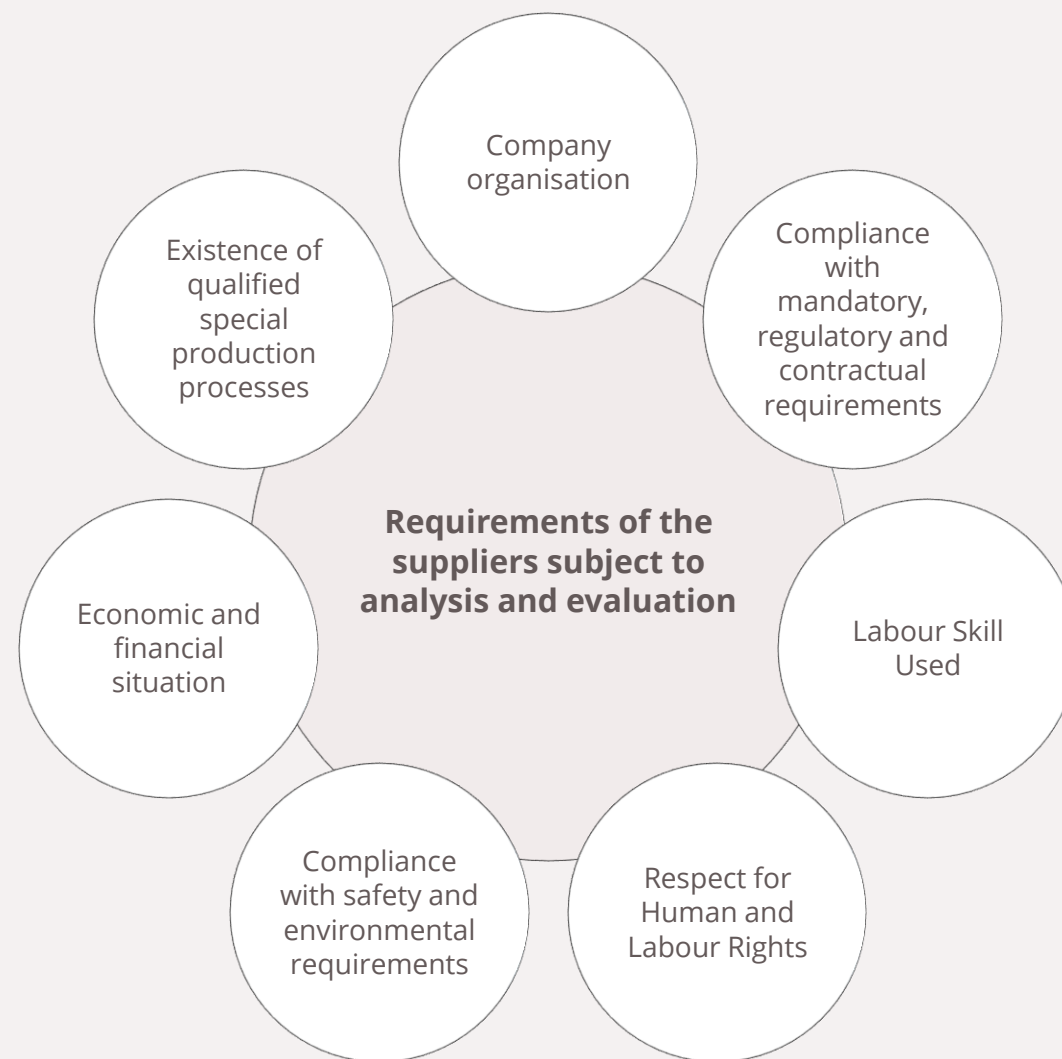 Company
organisation
Compliance
with
mandatory,
regulatory and
contractual
requirements
Labour Skill
Used
Respect for
Human and
Labour Rights
Compliance
with safety and
environmental
requirements
Economic and
financial
situation
Existence of
qualified
special
production
processes
Requirements of the
suppliers subject to
analysis and evaluation